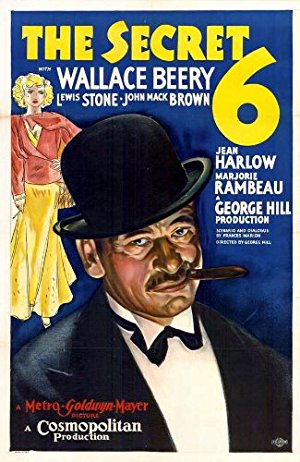 THE SECRET
6
WITH
WALLACE BEERY
LEWIS STONE - JOHN MACK BROWN
JEAN
HARLOW
MARJORIE
RAMBEAU
A
GEORGE HILL
PRODUCTION
SCENARIO AND DIALOGUE
BY FRANCES MARION
DIRECTED BY GEORGE HILL
A Metro-Goldwyn-Mayer
PICTURE
A Cosmopolitan
Production